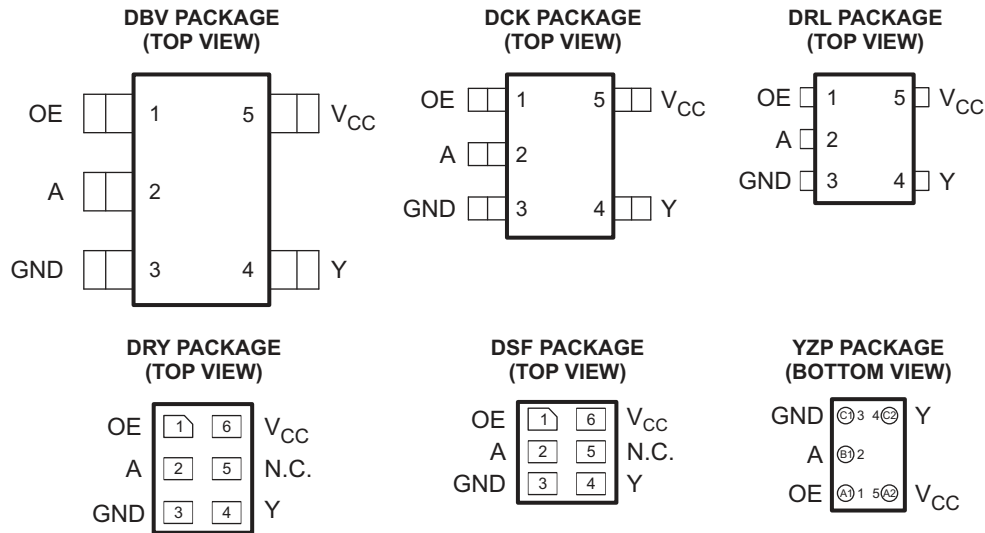 DBV PACKAGE
(TOP VIEW)
OE 1 5 VCC
A 2
GND 3 4 Y
DCK PACKAGE
(TOP VIEW)
OE 1 5 VCC
A 2
GND 3 4 Y
DRL PACKAGE
(TOP VIEW)
OE 1 5 VCC
A 2
GND 3 4 Y
DRY PACKAGE
(TOP VIEW)
OE 1 6 VCC
A 2 5 N.C.
GND 3 4 Y
DSF PACKAGE
(TOP VIEW)
OE 1 6 VCC
A 2 5 N.C.
GND 3 4 Y
YZP PACKAGE
(BOTTOM VIEW)
GND C1 3 4 C2 Y
A B1 2
OE A1 1 5 A2 VCC